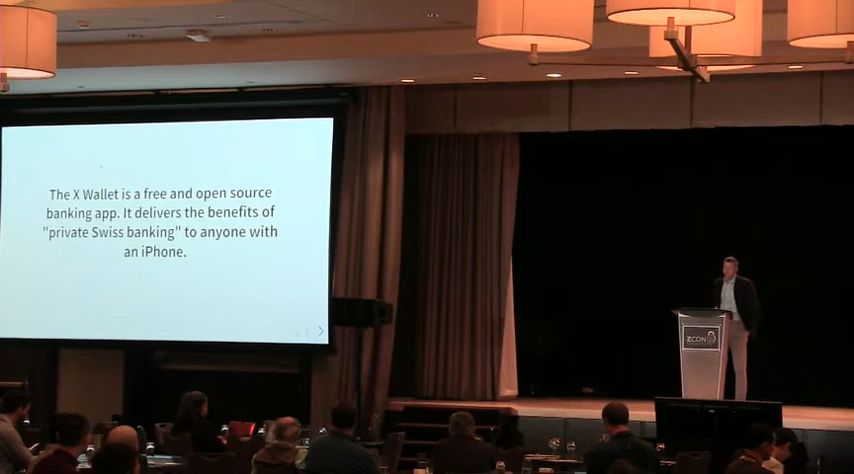 The X Wallet is a free and open source
banking app. It delivers the benefits of
"private Swiss banking" to anyone with
an iPhone.
ZCON